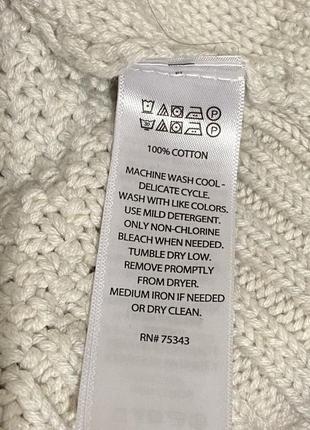 100% COTTON
MACHINE WASH COOL -
DELICATE CYCLE.
WASH WITH LIKE COLORS.
USE MILD DETERGENT.
ONLY NON-CHLORINE
BLEACH WHEN NEEDED.
TUMBLE DRY LOW.
REMOVE PROMPTLY
FROM DRYER.
MEDIUM IRON IF NEEDED
OR DRY CLEAN.
RN# 75343